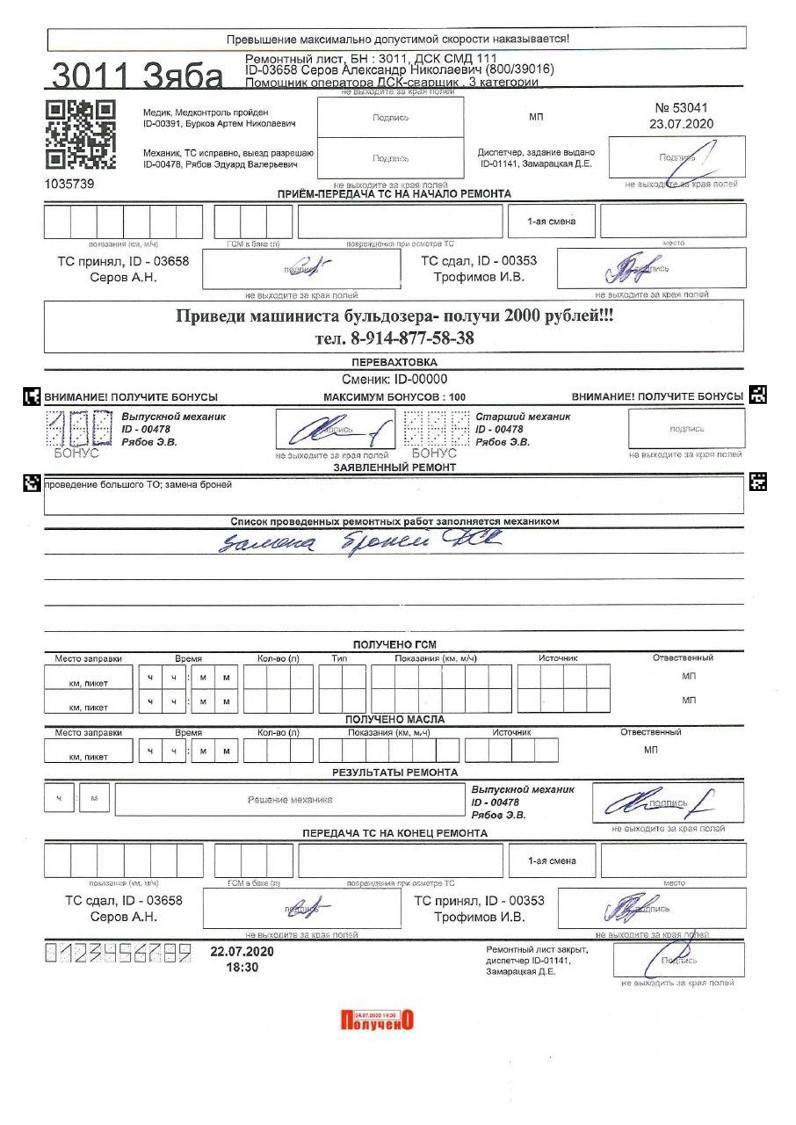 Превышение максимально допустимой скорости наказывается!
3011 Зяба
Ремонтный лист, БН : 3011, ДСК СМД 111
ID-03658 Серов Александр Николаевич (800/39016)
Помощник оператора ДСК-сварщик , 3 категории
не выходите за края полей
Медик, Медконтроль пройден
ID-00391, Бурков Артем Николаевич
Подпись
МП
№ 53041
23.07.2020
Механик, ТС исправно, выезд разрешаю
ID-00478, Рябов Эдуард Валерьевич
Подпись
Диспетчер, задание выдано
ID-01141, Замарацкая Д.Е.
Подпись
1035739
не выходите за края полей
не выходите за края полей
ПРИЁМ-ПЕРЕДАЧА ТС НА НАЧАЛО РЕМОНТА
1-ая смена
показания (км, м/ч)
ГСМ в бака (л)
повреждения при осмотре ТС
место
ТС принял, ID - 03658
Серов А.Н.
подпись
ТС сдал, ID - 00353
Трофимов И.В.
подпись
не выходите за края полей
не выходите за края полей
Приведи машиниста бульдозера- получи 2000 рублей!!!
тел. 8-914-877-58-38
ПЕРЕВАХТОВКА
Сменик: ID-00000
ВНИМАНИЕ! ПОЛУЧИТЕ БОНУСЫ
МАКСИМУМ БОНУСОВ : 100
ВНИМАНИЕ! ПОЛУЧИТЕ БОНУСЫ
100
БОНУС
Выпускной механик
ID - 00478
Рябов Э.В.
подпись
БОНУС
Старший механик
ID - 00478
Рябов Э.В.
подпись
не выходите за края полей
не выходите за края полей
ЗАЯВЛЕННЫЙ РЕМОНТ
проведение большого ТО; замена броней
Список проведенных ремонтных работ заполняется механиком
Замена броней ДСК
ПОЛУЧЕНО ГСМ
Место заправки Время Кол-во (л) Тип Показания (км, м/ч) Источник Отвественный
км, пикет ч ч : м м МП
км, пикет ч ч : м м МП
ПОЛУЧЕНО МАСЛА
Место заправки Время Кол-во (л) Показания (км, м/ч) Источник Отвественный
км, пикет ч ч : м м МП
РЕЗУЛЬТАТЫ РЕМОНТА
ч : м
Решение механика
Выпускной механик
ID - 00478
Рябов Э.В.
подпись
не выходите за края полей
ПЕРЕДАЧА ТС НА КОНЕЦ РЕМОНТА
1-ая смена
показания (км, м/ч)
ГСМ в бака (л)
повреждения при осмотре ТС
место
ТС сдал, ID - 03658
Серов А.Н.
подпись
ТС принял, ID - 00353
Трофимов И.В.
подпись
не выходите за края полей
не выходите за края полей
0123456789
22.07.2020
18:30
Ремонтный лист закрыт,
диспетчер ID-01141,
Замарацкая Д.Е.
Подпись
не выходить за края полей
ПолученО